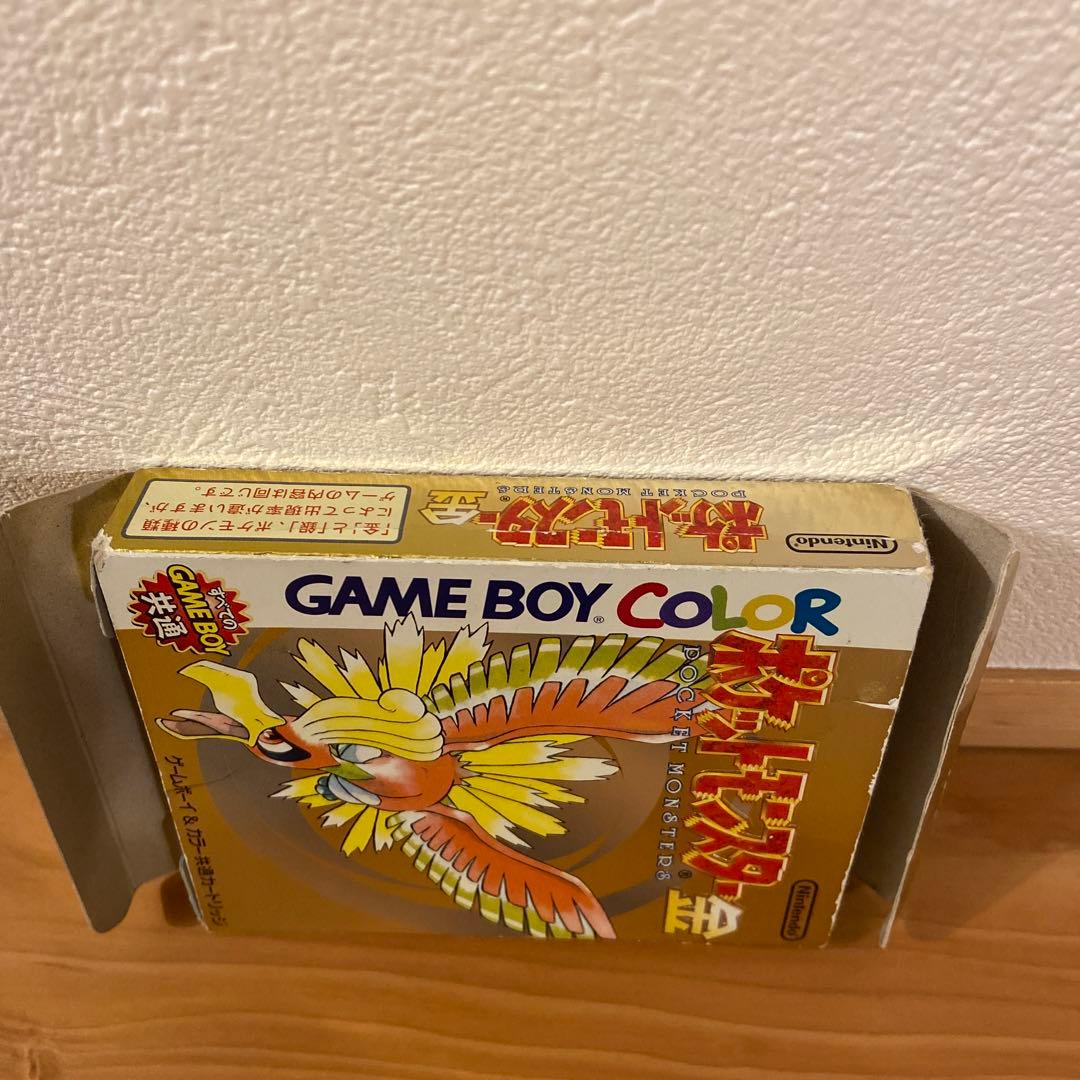 「金」と「銀」、ポケモンの種類
によって出現率が違いますが、
ゲームの内容は同じです。
ポケットモンスター金
POCKET MONSTERS®
Nintendo
GAME BOY® COLOR
すべての
GAME BOY
共通
ポケットモンスター金
POCKET MONSTERS®
ゲームボーイ&カラー共通カートリッジ
Nintendo